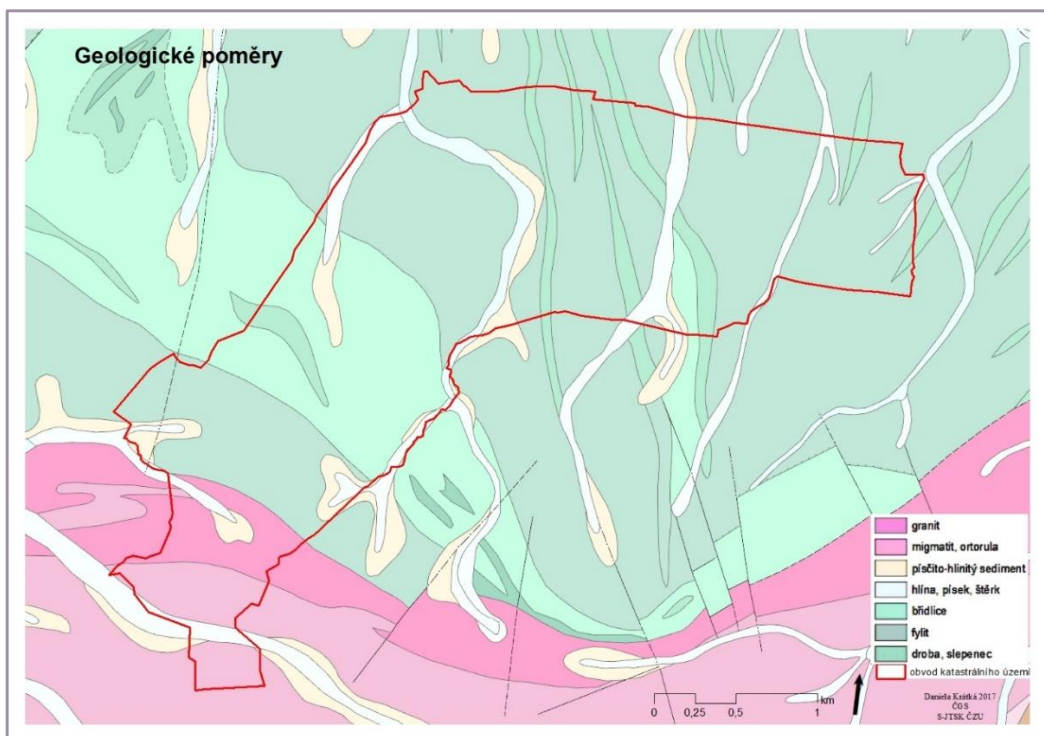 Geologické poměry
granit
migmatit, ortorula
písčito-hlinitý sediment
hlína, písek, štěrk
břidlice
fylit
droba, slepenec
obvod katastrálního území
km
0 0,25 0,5 1
Daniela Krátká 2017
ČGS
S-JTSK ČZU